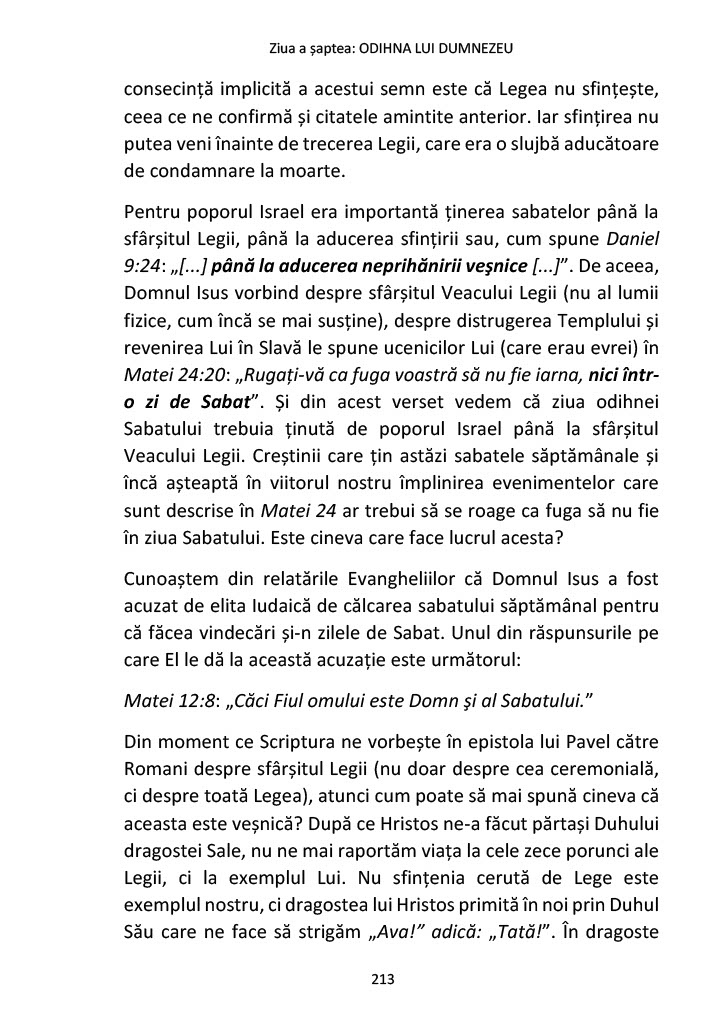 Ziua a șaptea: ODIHNA LUI DUMNEZEU
consecință implicită a acestui semn este că Legea nu sfințește,
ceea ce ne confirmă și citatele amintite anterior. Iar sfințirea nu
putea veni înainte de trecerea Legii, care era o slujbă aducătoare
de condamnare la moarte.
Pentru poporul Israel era importantă ținerea sabatelor până la
sfârșitul Legii, până la aducerea sfințirii sau, cum spune Daniel
9:24: „[...] până la aducerea neprihănirii veşnice [...]”. De aceea,
Domnul Isus vorbind despre sfârșitul Veacului Legii (nu al lumii
fizice, cum încă se mai susține), despre distrugerea Templului și
revenirea Lui în Slavă le spune ucenicilor Lui (care erau evrei) în
Matei 24:20: „Rugați-vă ca fuga voastră să nu fie iarna, nici într-
o zi de Sabat”. Și din acest verset vedem că ziua odihnei
Sabatului trebuia ținută de poporul Israel până la sfârșitul
Veacului Legii. Creștinii care țin astăzi sabatele săptămânale și
încă așteaptă în viitorul nostru împlinirea evenimentelor care
sunt descrise în Matei 24 ar trebui să se roage ca fuga să nu fie
în ziua Sabatului. Este cineva care face lucrul acesta?
Cunoaștem din relatările Evangheliilor că Domnul Isus a fost
acuzat de elita Iudaică de călcarea sabatului săptămânal pentru
că făcea vindecări și-n zilele de Sabat. Unul din răspunsurile pe
care El le dă la această acuzație este următorul:
Matei 12:8: „Căci Fiul omului este Domn şi al Sabatului.”
Din moment ce Scriptura ne vorbește în epistola lui Pavel către
Romani despre sfârșitul Legii (nu doar despre cea ceremonială,
ci despre toată Legea), atunci cum poate să mai spună cineva că
aceasta este veșnică? După ce Hristos ne-a făcut părtași Duhului
dragostei Sale, nu ne mai raportăm viața la cele zece porunci ale
Legii, ci la exemplul Lui. Nu sfințenia cerută de Lege este
exemplul nostru, ci dragostea lui Hristos primită în noi prin Duhul
Său care ne face să strigăm „Ava!” adică: „Tată!”. În dragoste
213